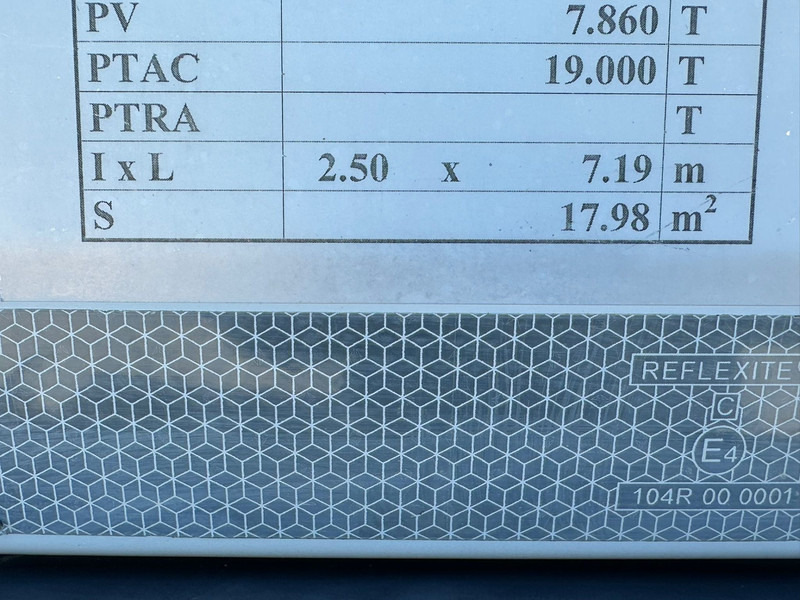 PV 7.860 T
PTAC 19.000 T
PTRA T
I x L 2.50 x 7.19 m
S 17.98 m²
REFLEXITE
C
E4
104R 00 0001